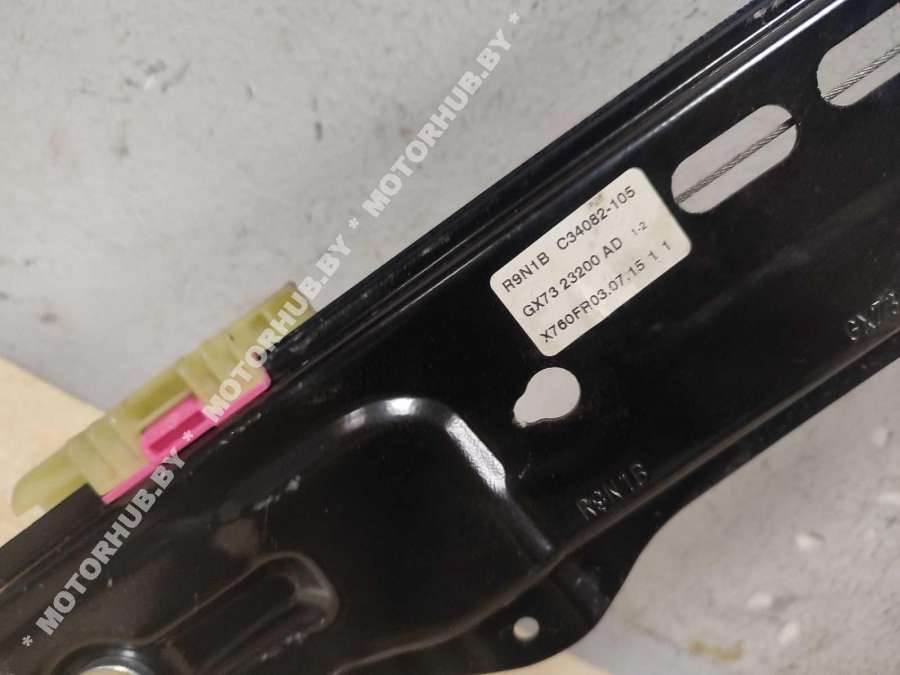 R9N1B C34082-105
GX73 23200 AD 1-2
X760FR03.07.15 1 1
GX73
R9N1B
* MOTORHUB.BY * MOTORHUB.BY * MOTORHUB.BY * MOTORHUB.BY *